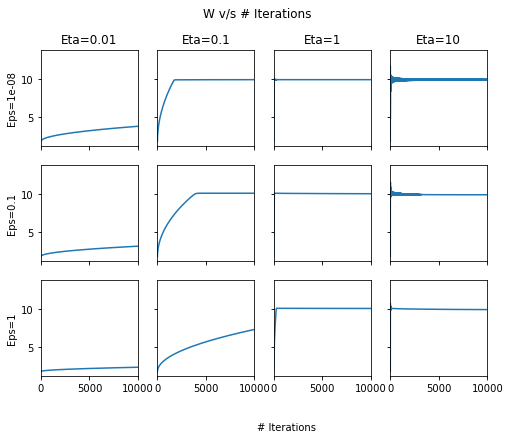 W v/s # Iterations
Eta=0.01 Eta=0.1 Eta=1 Eta=10
Eps=1e-08
10
5
Eps=0.1
10
5
Eps=1
10
5
0 5000 10000 0 5000 10000 0 5000 10000 0 5000 10000
# Iterations